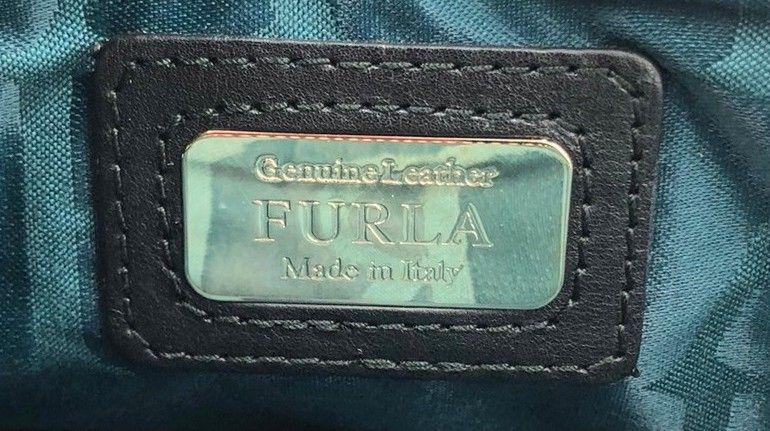 Genuine Leather
FURLA
Made in Italy